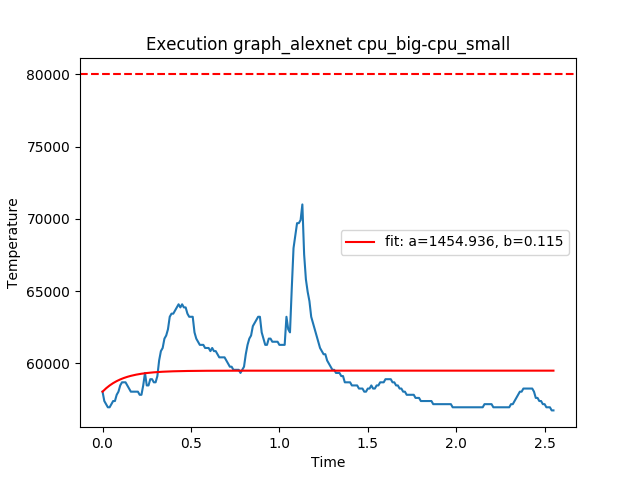 Execution graph_alexnet cpu_big-cpu_small
80000
75000
70000
65000
60000
Temperature
fit: a=1454.936, b=0.115
0.0 0.5 1.0 1.5 2.0 2.5
Time